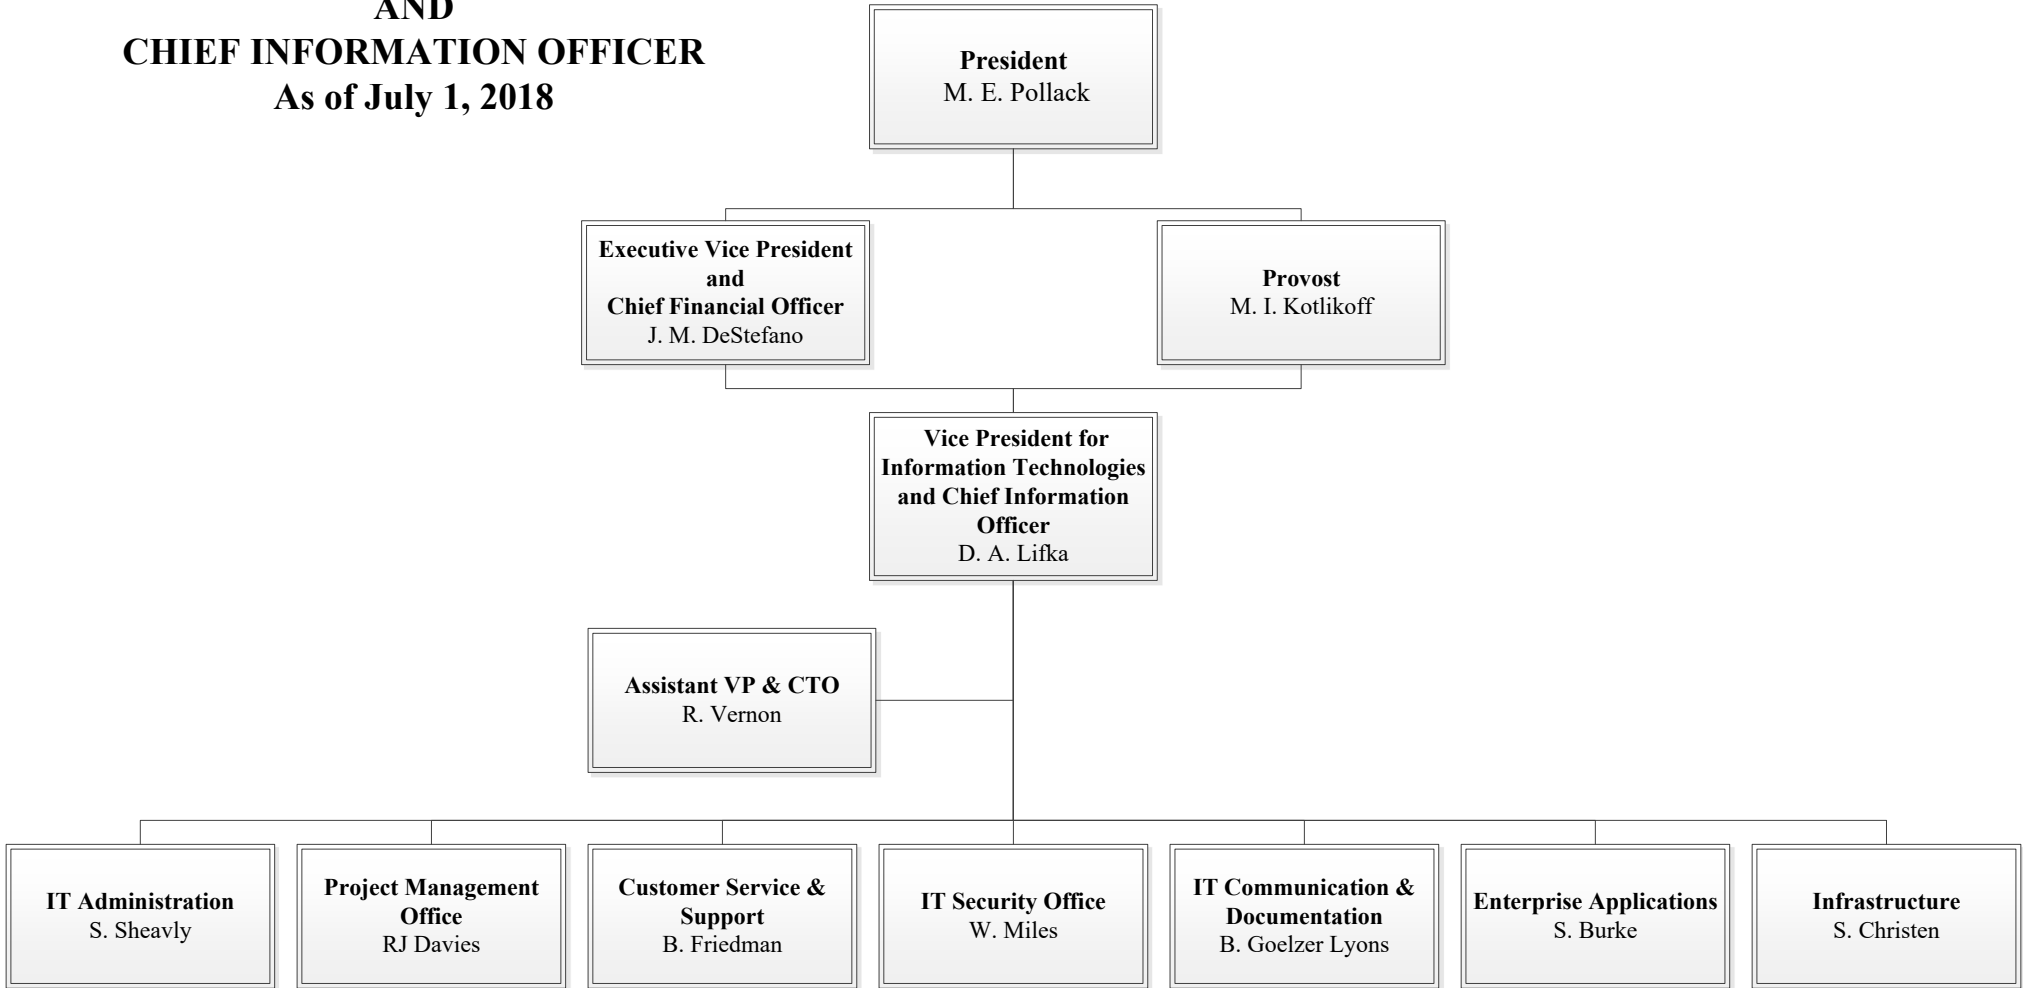 AND
CHIEF INFORMATION OFFICER
As of July 1, 2018
President
M. E. Pollack
Executive Vice President
and
Chief Financial Officer
J. M. DeStefano
Provost
M. I. Kotlikoff
Vice President for
Information Technologies
and Chief Information
Officer
D. A. Lifka
Assistant VP & CTO
R. Vernon
IT Administration
S. Sheavly
Project Management
Office
RJ Davies
Customer Service &
Support
B. Friedman
IT Security Office
W. Miles
IT Communication &
Documentation
B. Goelzer Lyons
Enterprise Applications
S. Burke
Infrastructure
S. Christen